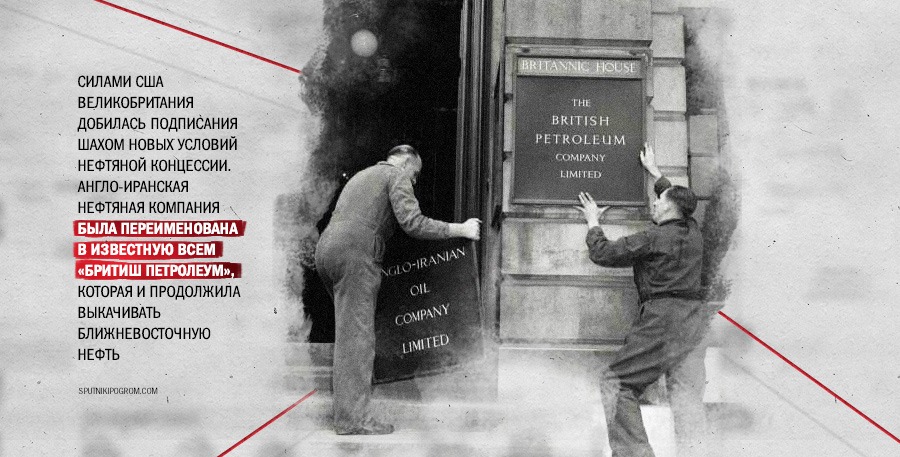 СИЛАМИ США
ВЕЛИКОБРИТАНИЯ
ДОБИЛАСЬ ПОДПИСАНИЯ
ШАХОМ НОВЫХ УСЛОВИЙ
НЕФТЯНОЙ КОНЦЕССИИ.
АНГЛО-ИРАНСКАЯ
НЕФТЯНАЯ КОМПАНИЯ
БЫЛА ПЕРЕИМЕНОВАНА
В ИЗВЕСТНУЮ ВСЕМ
«БРИТИШ ПЕТРОЛЕУМ»,
КОТОРАЯ И ПРОДОЛЖИЛА
ВЫКАЧИВАТЬ
БЛИЖНЕВОСТОЧНУЮ
НЕФТЬ
SPUTNIKIPOGROM.COM
BRITANNIC HOUSE
THE
BRITISH
PETROLEUM
COMPANY
LIMITED
NGLO-IRANIAN
OIL
COMPANY
LIMITED